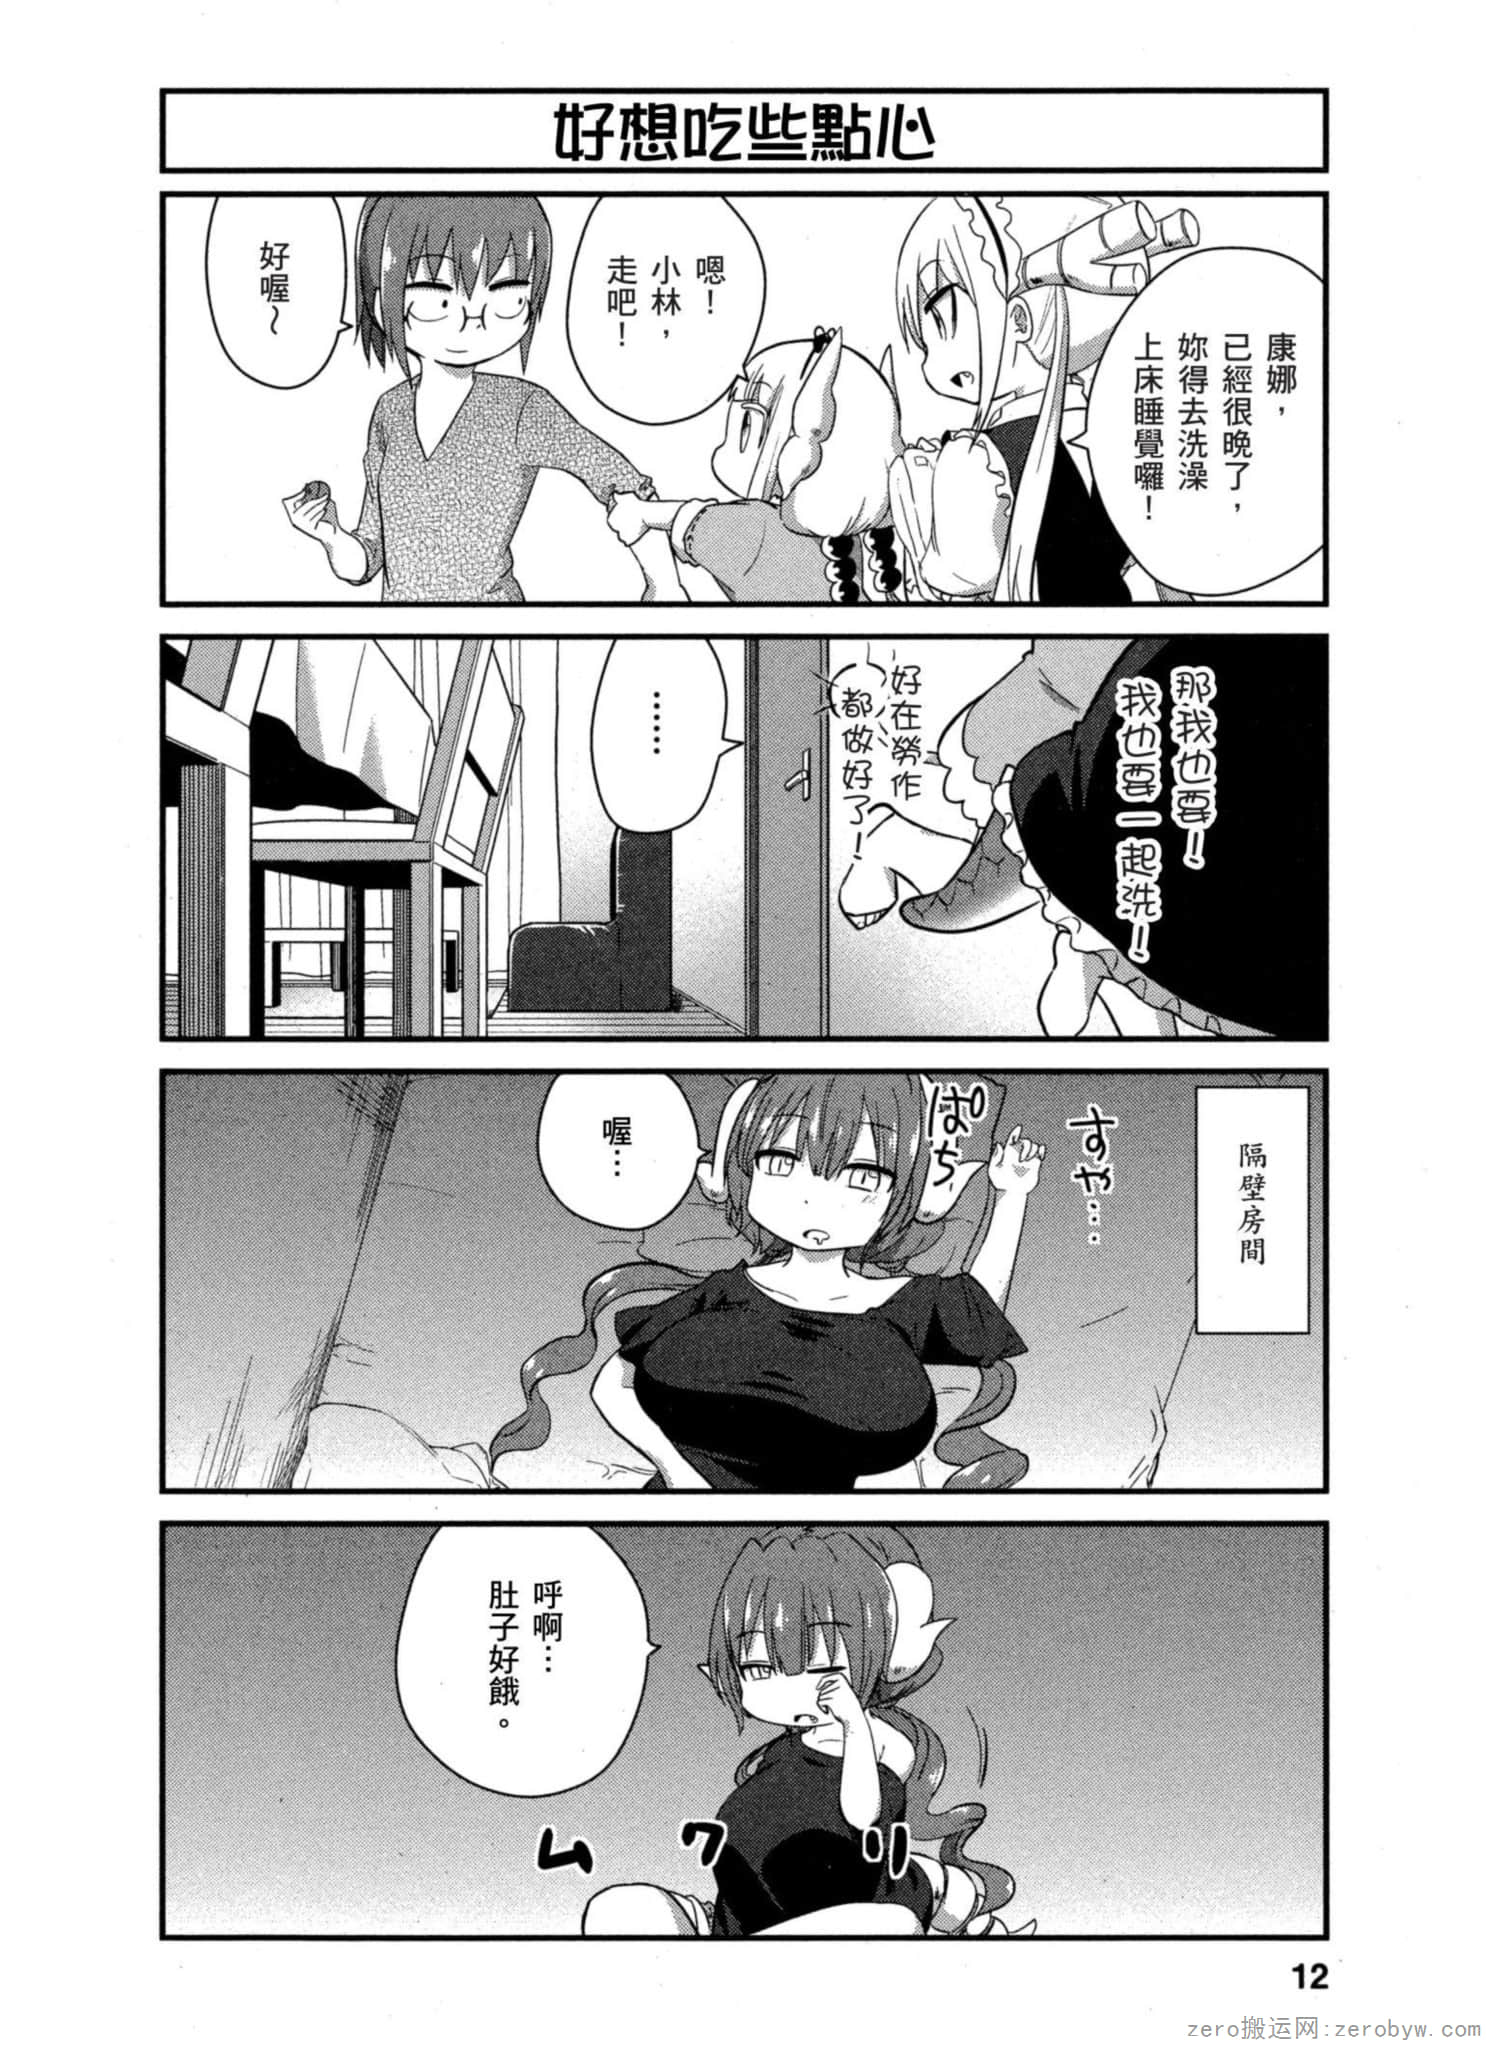 好想吃些點心
康娜，
已經很晚了，
妳得去洗澡
上床睡覺囉！
嗯！
小林，
走吧！
好喔～
那我也要！
我也要一起洗！
好在勞作
都做好了！
……
隔壁房間
すや…
ぱち
喔…
呼啊…
肚子好餓。
ムクリ
12
zero搬运网:zerobyw.com